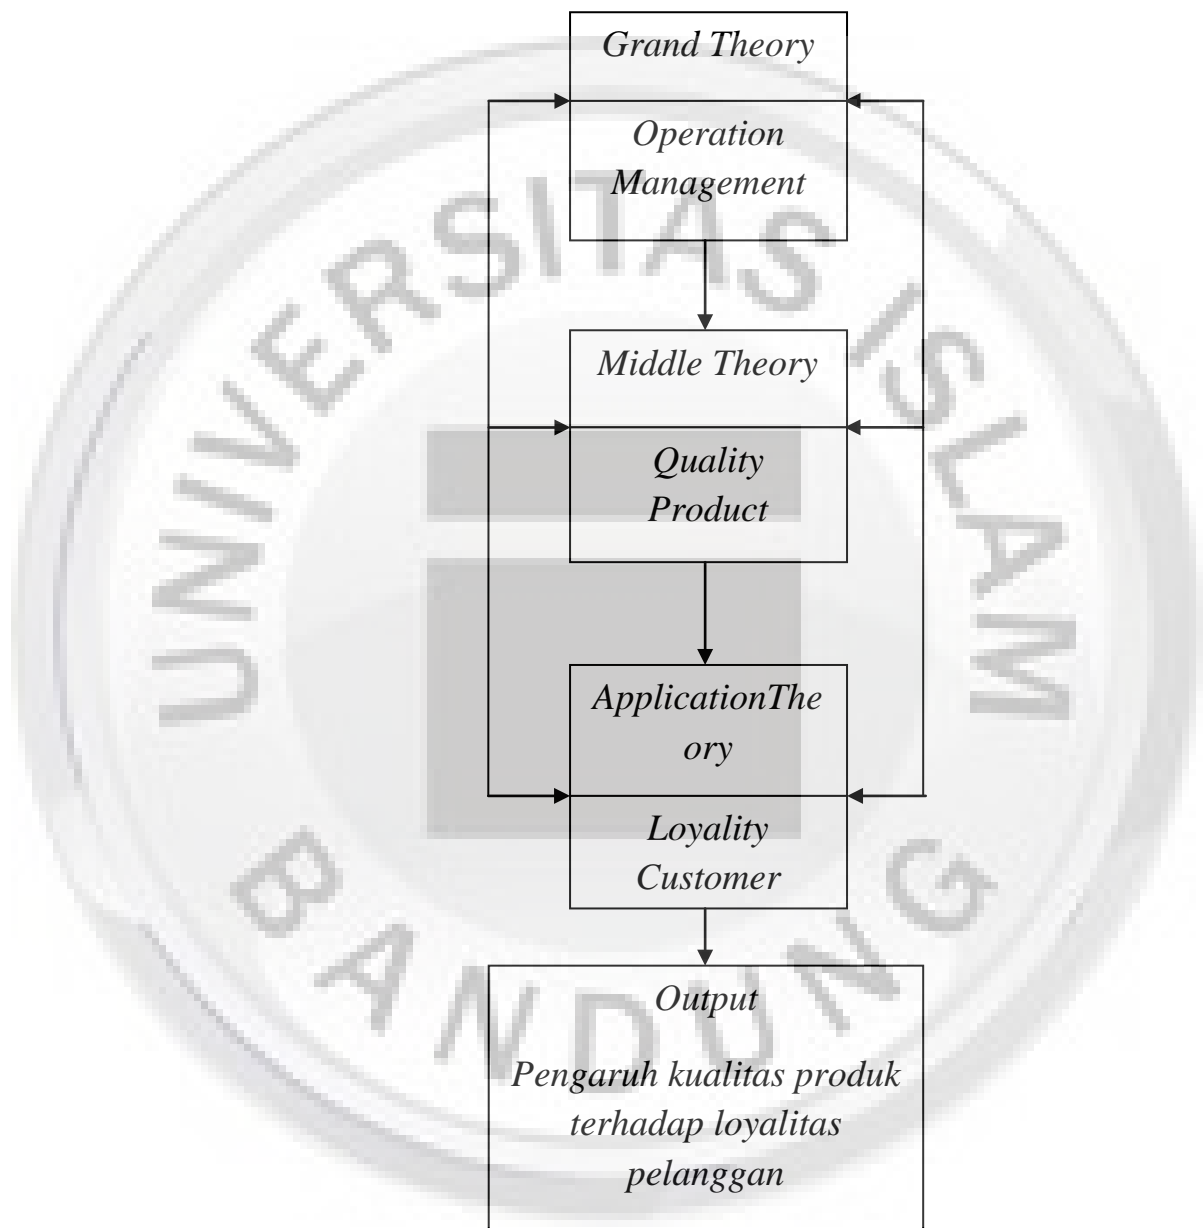 Grand Theory
Operation
Management
Middle Theory
Quality
Product
ApplicationThe
ory
Loyality
Customer
Output
Pengaruh kualitas produk
terhadap loyalitas
pelanggan
UNIVERSITAS ISLAM
BANDUNG